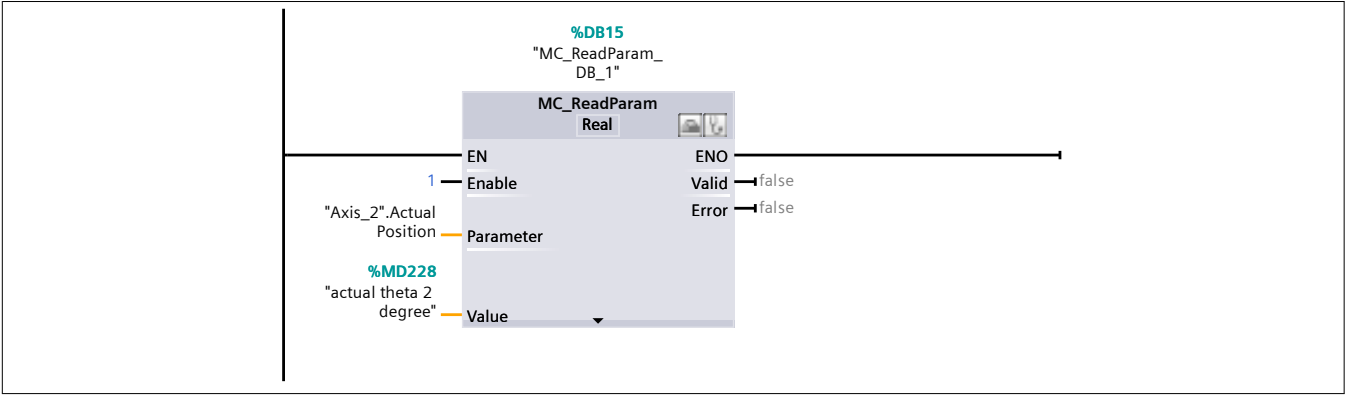 %DB15
"MC_ReadParam_
DB_1"
MC_ReadParam
Real
EN
ENO
1
Enable
Valid
false
Error
false
"Axis_2".Actual
Position
Parameter
%MD228
"actual theta 2
degree"
Value